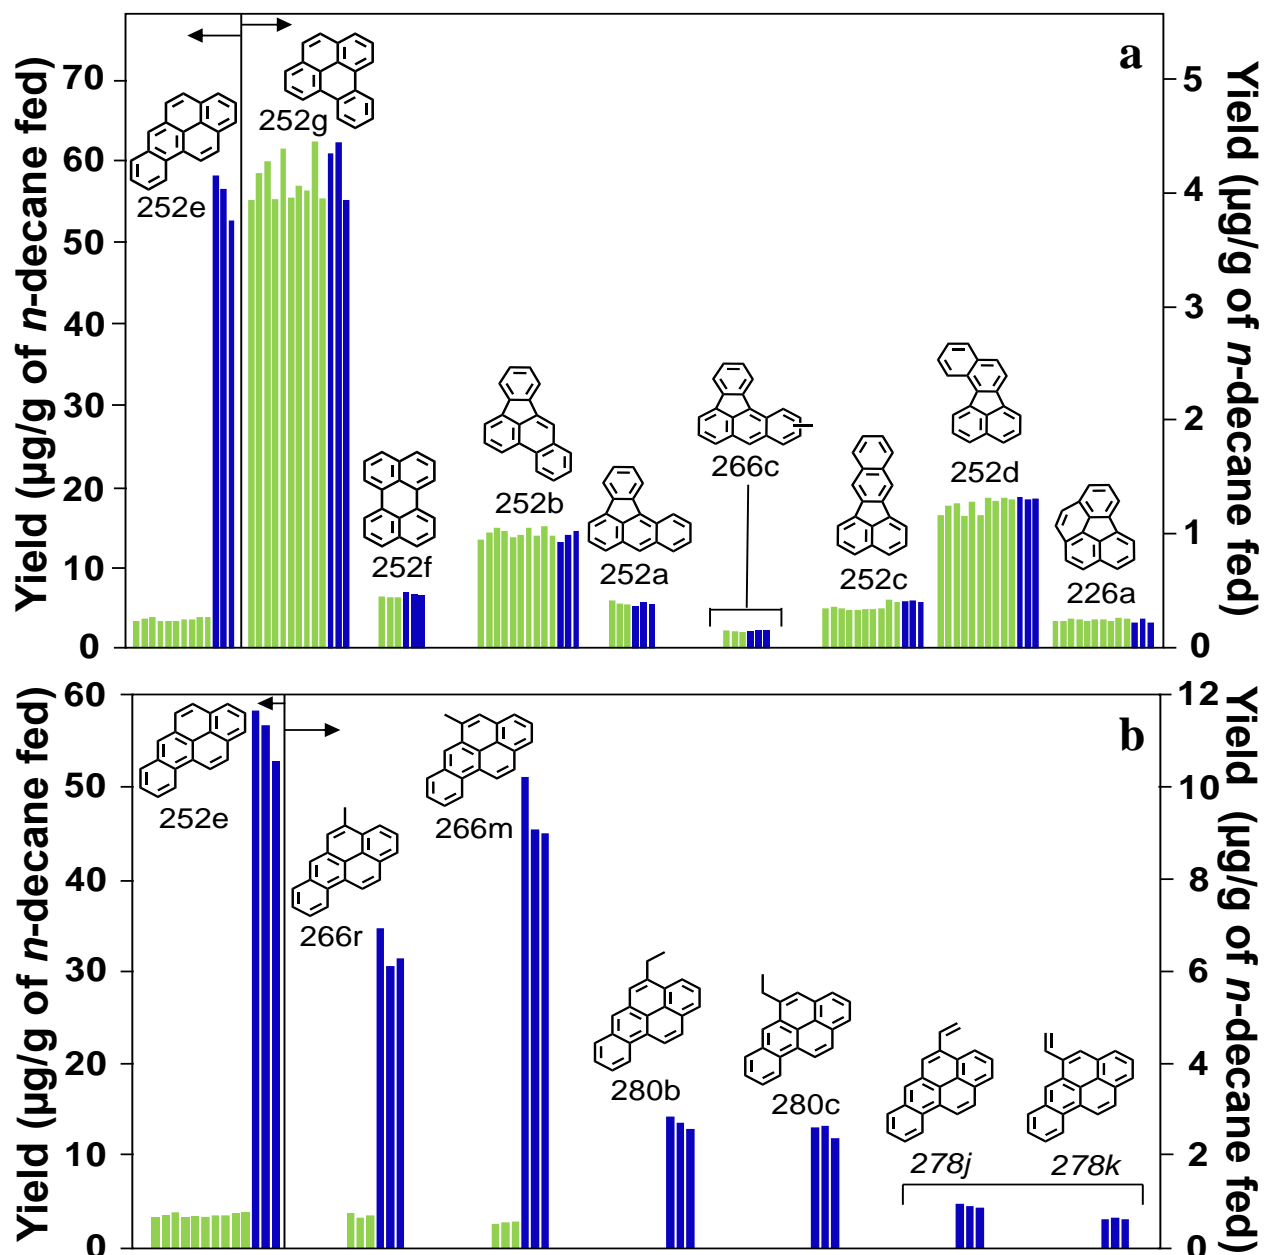 a
Yield (µg/g of n-decane fed)
70
60
50
40
30
20
10
0
Yield (µg/g of n-decane fed)
5
4
3
2
1
0
252e
252g
252f
252b
252a
266c
252c
252d
226a
b
Yield (µg/g of n-decane fed)
60
50
40
30
20
10
0
Yield (µg/g of n-decane fed)
12
10
8
6
4
2
0
252e
266r
266m
280b
280c
278j
278k